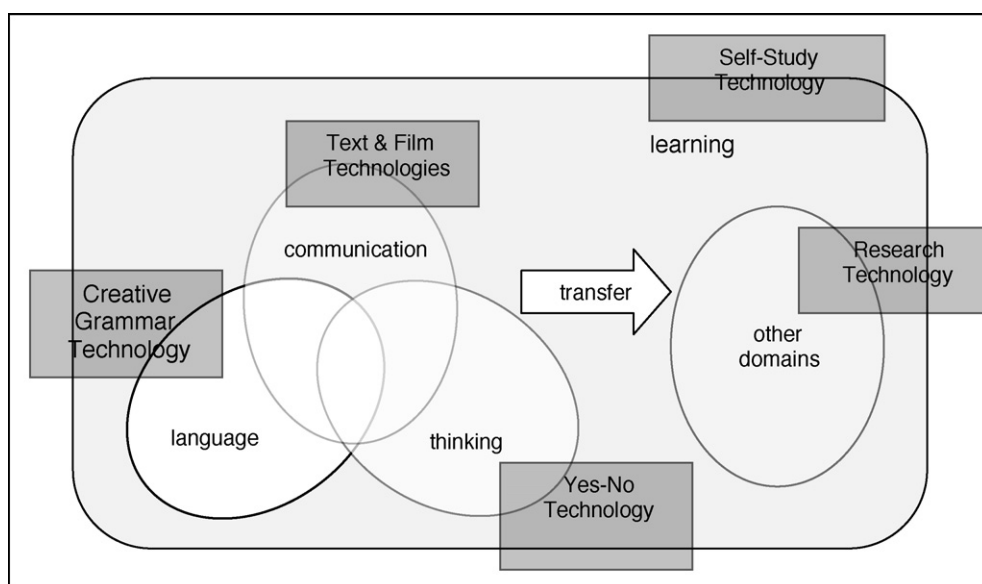 Self-Study
Technology
learning
Text & Film
Technologies
communication
Research
Technology
transfer
Creative
Grammar
Technology
other
domains
language
thinking
Yes-No
Technology